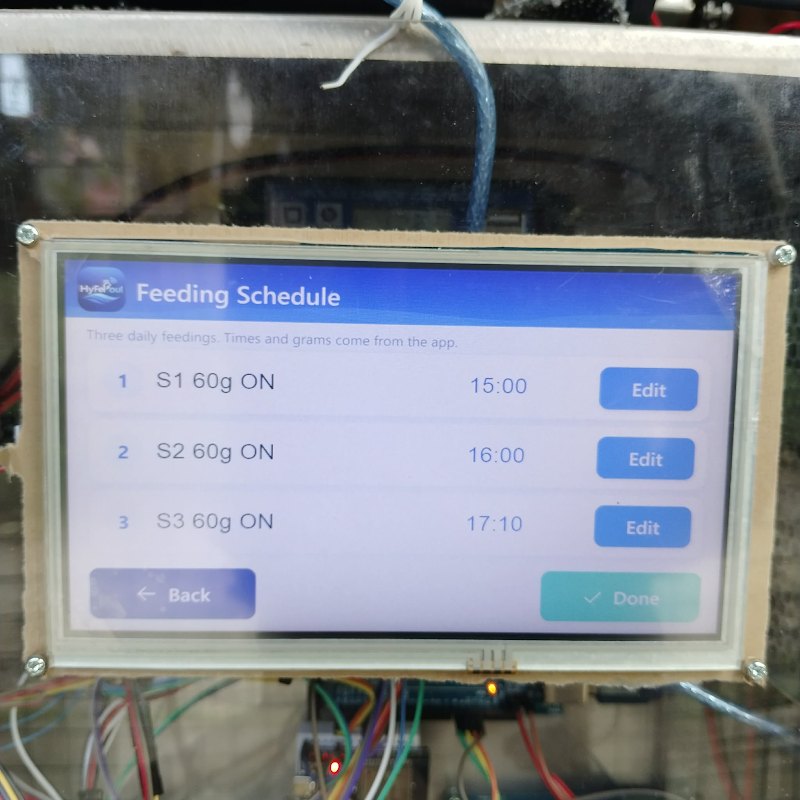 Feeding Schedule
Three daily feedings. Times and grams come from the app.
1 S1 60g ON 15:00 Edit
2 S2 60g ON 16:00 Edit
3 S3 60g ON 17:10 Edit
← Back ✓ Done